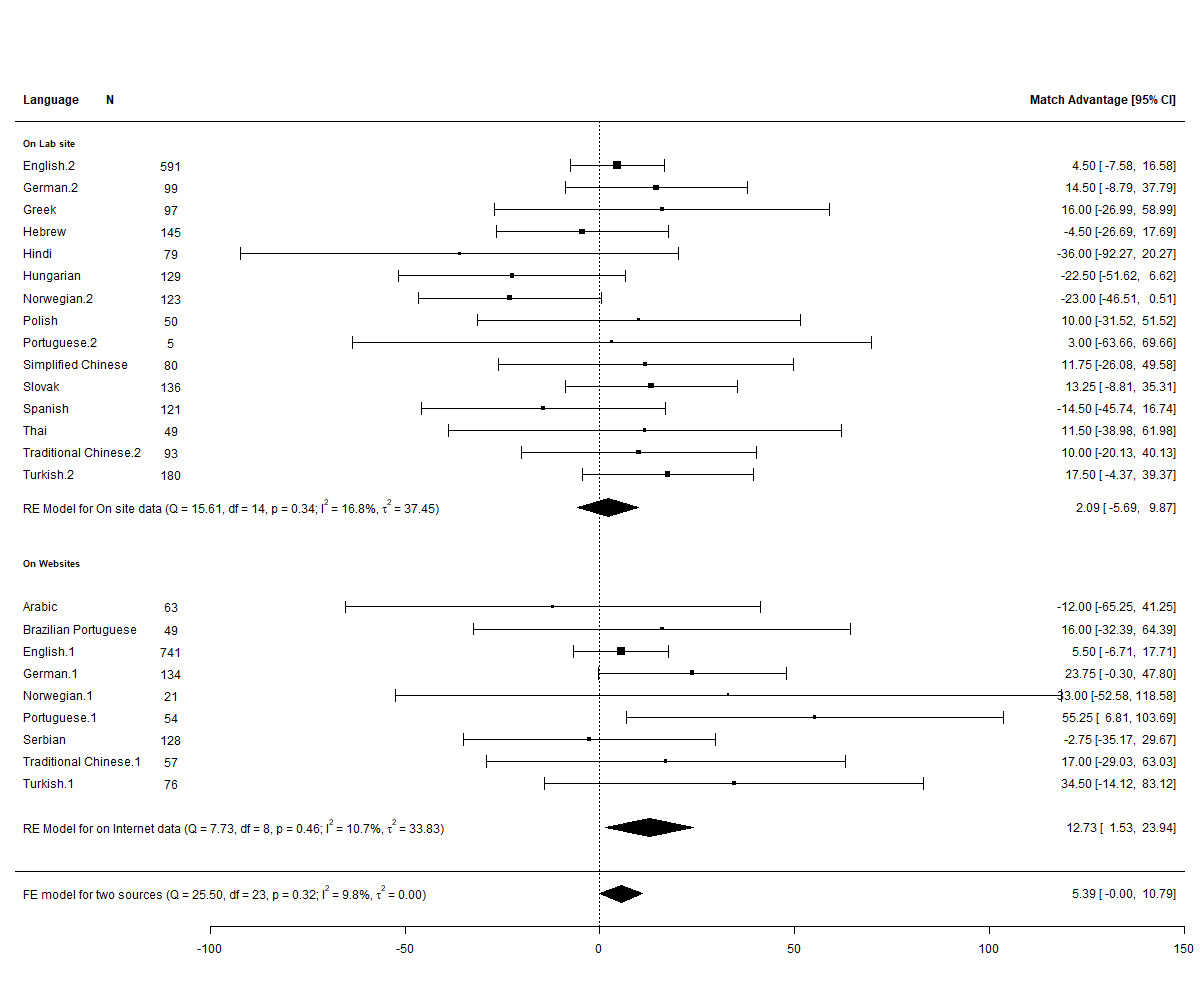 Language N Match Advantage [95% CI]
On Lab site
English.2 591 4.50 [ -7.58, 16.58]
German.2 99 14.50 [ -8.79, 37.79]
Greek 97 16.00 [-26.99, 58.99]
Hebrew 145 -4.50 [-26.69, 17.69]
Hindi 79 -36.00 [-92.27, 20.27]
Hungarian 129 -22.50 [-51.62, 6.62]
Norwegian.2 123 -23.00 [-46.51, 0.51]
Polish 50 10.00 [-31.52, 51.52]
Portuguese.2 5 3.00 [-63.66, 69.66]
Simplified Chinese 80 11.75 [-26.08, 49.58]
Slovak 136 13.25 [ -8.81, 35.31]
Spanish 121 -14.50 [-45.74, 16.74]
Thai 49 11.50 [-38.98, 61.98]
Traditional Chinese.2 93 10.00 [-20.13, 40.13]
Turkish.2 180 17.50 [ -4.37, 39.37]
RE Model for On site data (Q = 15.61, df = 14, p = 0.34; I² = 16.8%, τ² = 37.45) 2.09 [ -5.69, 9.87]
On Websites
Arabic 63 -12.00 [-65.25, 41.25]
Brazilian Portuguese 49 16.00 [-32.39, 64.39]
English.1 741 5.50 [ -6.71, 17.71]
German.1 134 23.75 [ -0.30, 47.80]
Norwegian.1 21 33.00 [-52.58, 118.58]
Portuguese.1 54 55.25 [ 6.81, 103.69]
Serbian 128 -2.75 [-35.17, 29.67]
Traditional Chinese.1 57 17.00 [-29.03, 63.03]
Turkish.1 76 34.50 [-14.12, 83.12]
RE Model for on Internet data (Q = 7.73, df = 8, p = 0.46; I² = 10.7%, τ² = 33.83) 12.73 [ 1.53, 23.94]
FE model for two sources (Q = 25.50, df = 23, p = 0.32; I² = 9.8%, τ² = 0.00) 5.39 [-0.00, 10.79]
-100 -50 0 50 100 150